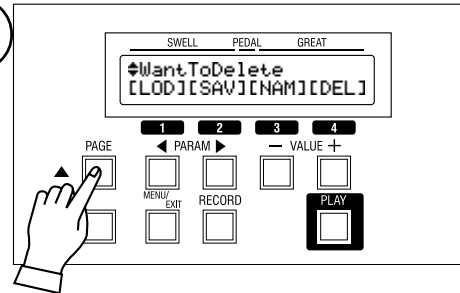 SWELL PEDAL GREAT
WantToDelete
[LOD][SAV][NAM][DEL]
1 2 3 4
PAGE ◀ PARAM ▶ − VALUE +
▲
MENU/
EXIT RECORD PLAY